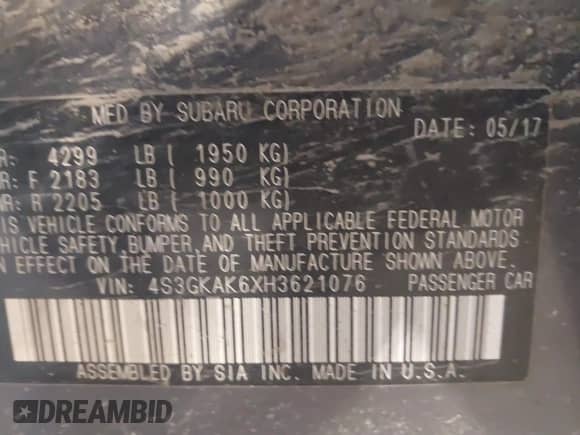 MFD BY SUBARU CORPORATION
DATE: 05/17
R: 4299 LB ( 1950 KG)
R: F 2183 LB ( 990 KG)
R: R 2205 LB ( 1000 KG)
IS VEHICLE CONFORMS TO ALL APPLICABLE FEDERAL MOTOR
HICLE SAFETY, BUMPER, AND THEFT PREVENTION STANDARDS
N EFFECT ON THE DATE OF MANUFACTURE SHOWN ABOVE.
VIN: 4S3GKAK6XH3621076 PASSENGER CAR
ASSEMBLED BY SIA INC. MADE IN U.S.A.
DREAMBID